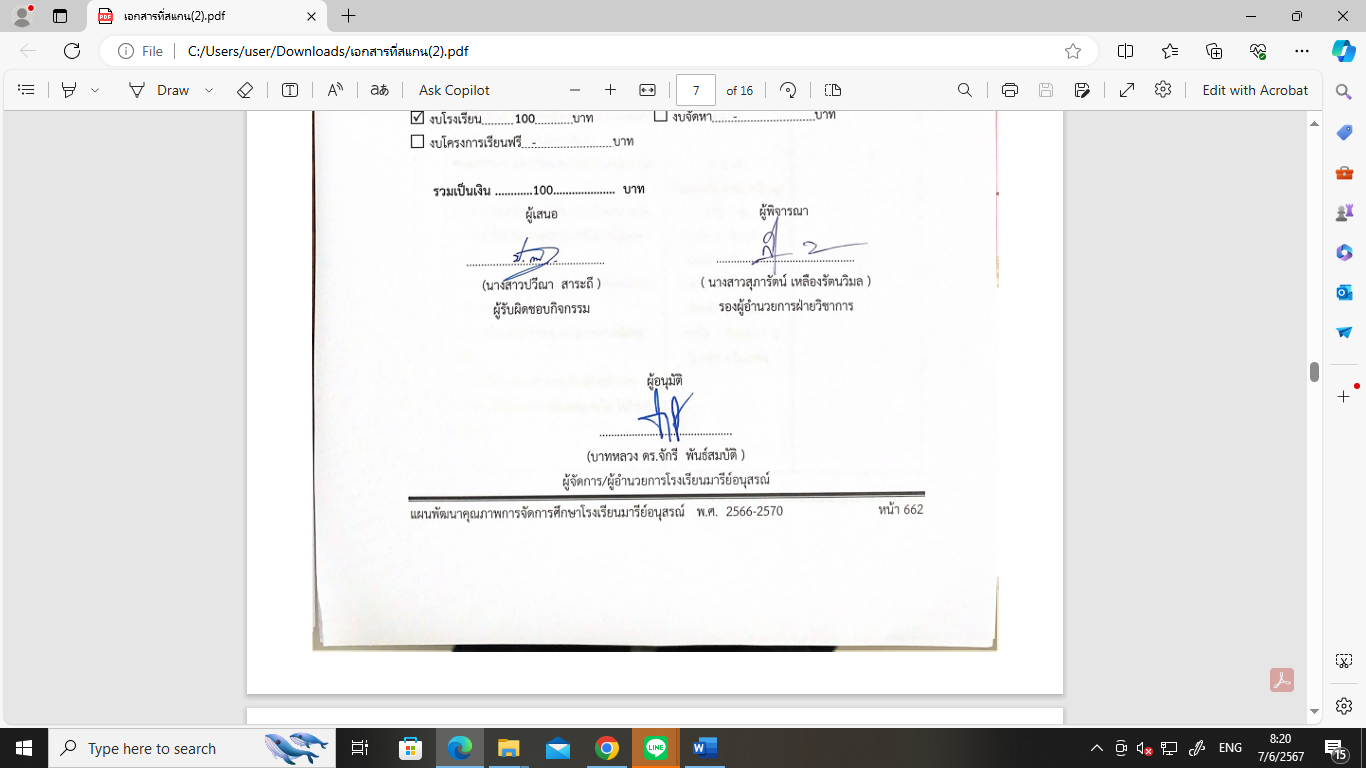 เอกสารที่สแกน(2).pdf
File C:/Users/user/Downloads/เอกสารที่สแกน(2).pdf
Draw aあ Ask Copilot 7 of 16 Edit with Acrobat
☑ งบโรงเรียน.........100...........บาท ☐ งบจัดหา......-........................บาท
☐ งบโครงการเรียนฟรี...-.......................บาท
รวมเป็นเงิน ............100.................... บาท
ผู้เสนอ ผู้พิจารณา
(นางสาวปวีณา สาระถี ) ( นางสาวสุภารัตน์ เหลืองรัตนวิมล )
ผู้รับผิดชอบกิจกรรม รองผู้อำนวยการฝ่ายวิชาการ
ผู้อนุมัติ
(บาทหลวง ดร.จักรี พันธ์สมบัติ )
ผู้จัดการ/ผู้อำนวยการโรงเรียนมารีย์อนุสรณ์
แผนพัฒนาคุณภาพการจัดการศึกษาโรงเรียนมารีย์อนุสรณ์ พ.ศ. 2566-2570 หน้า 662
Type here to search LINE ENG 8:20
7/6/2567 15